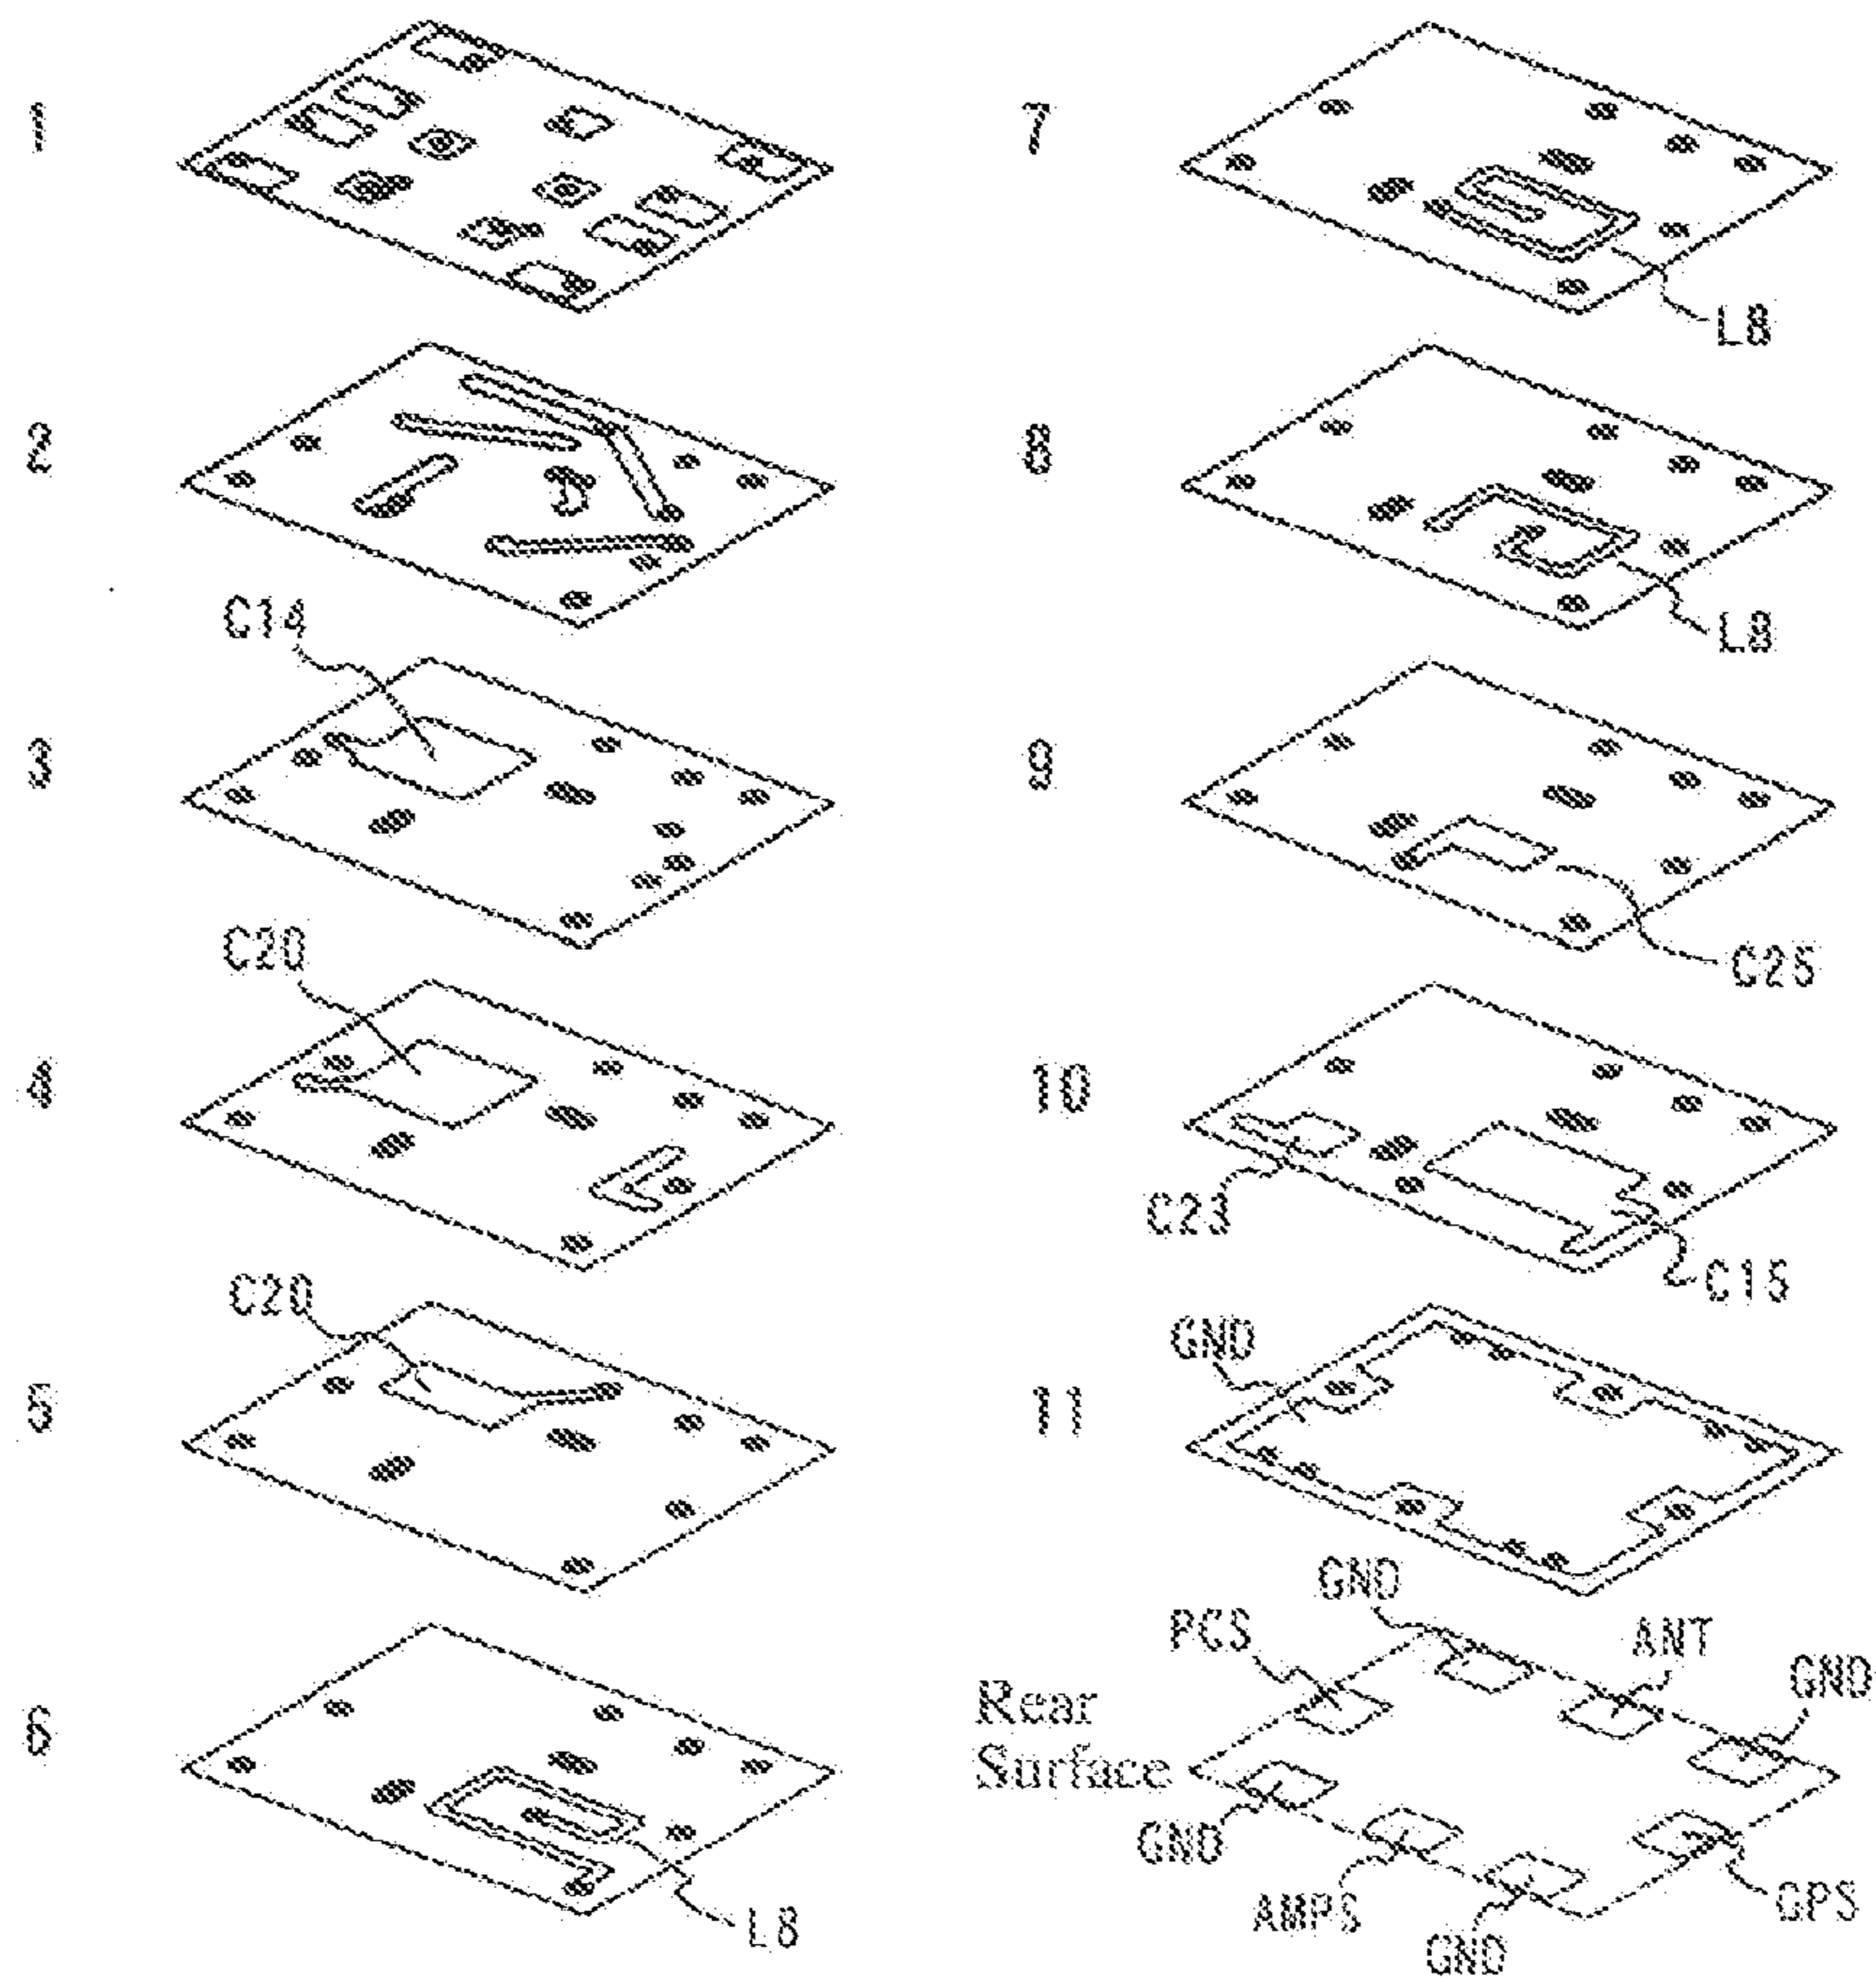 1
2
C14
3
C20
4
C20
5
6
L8
7
L8
8
L8
9
C25
10
C23
C15
GND
11
GND
PCS
ANT
GND
Rear
Surface
GND
AMPS
GPS
GND